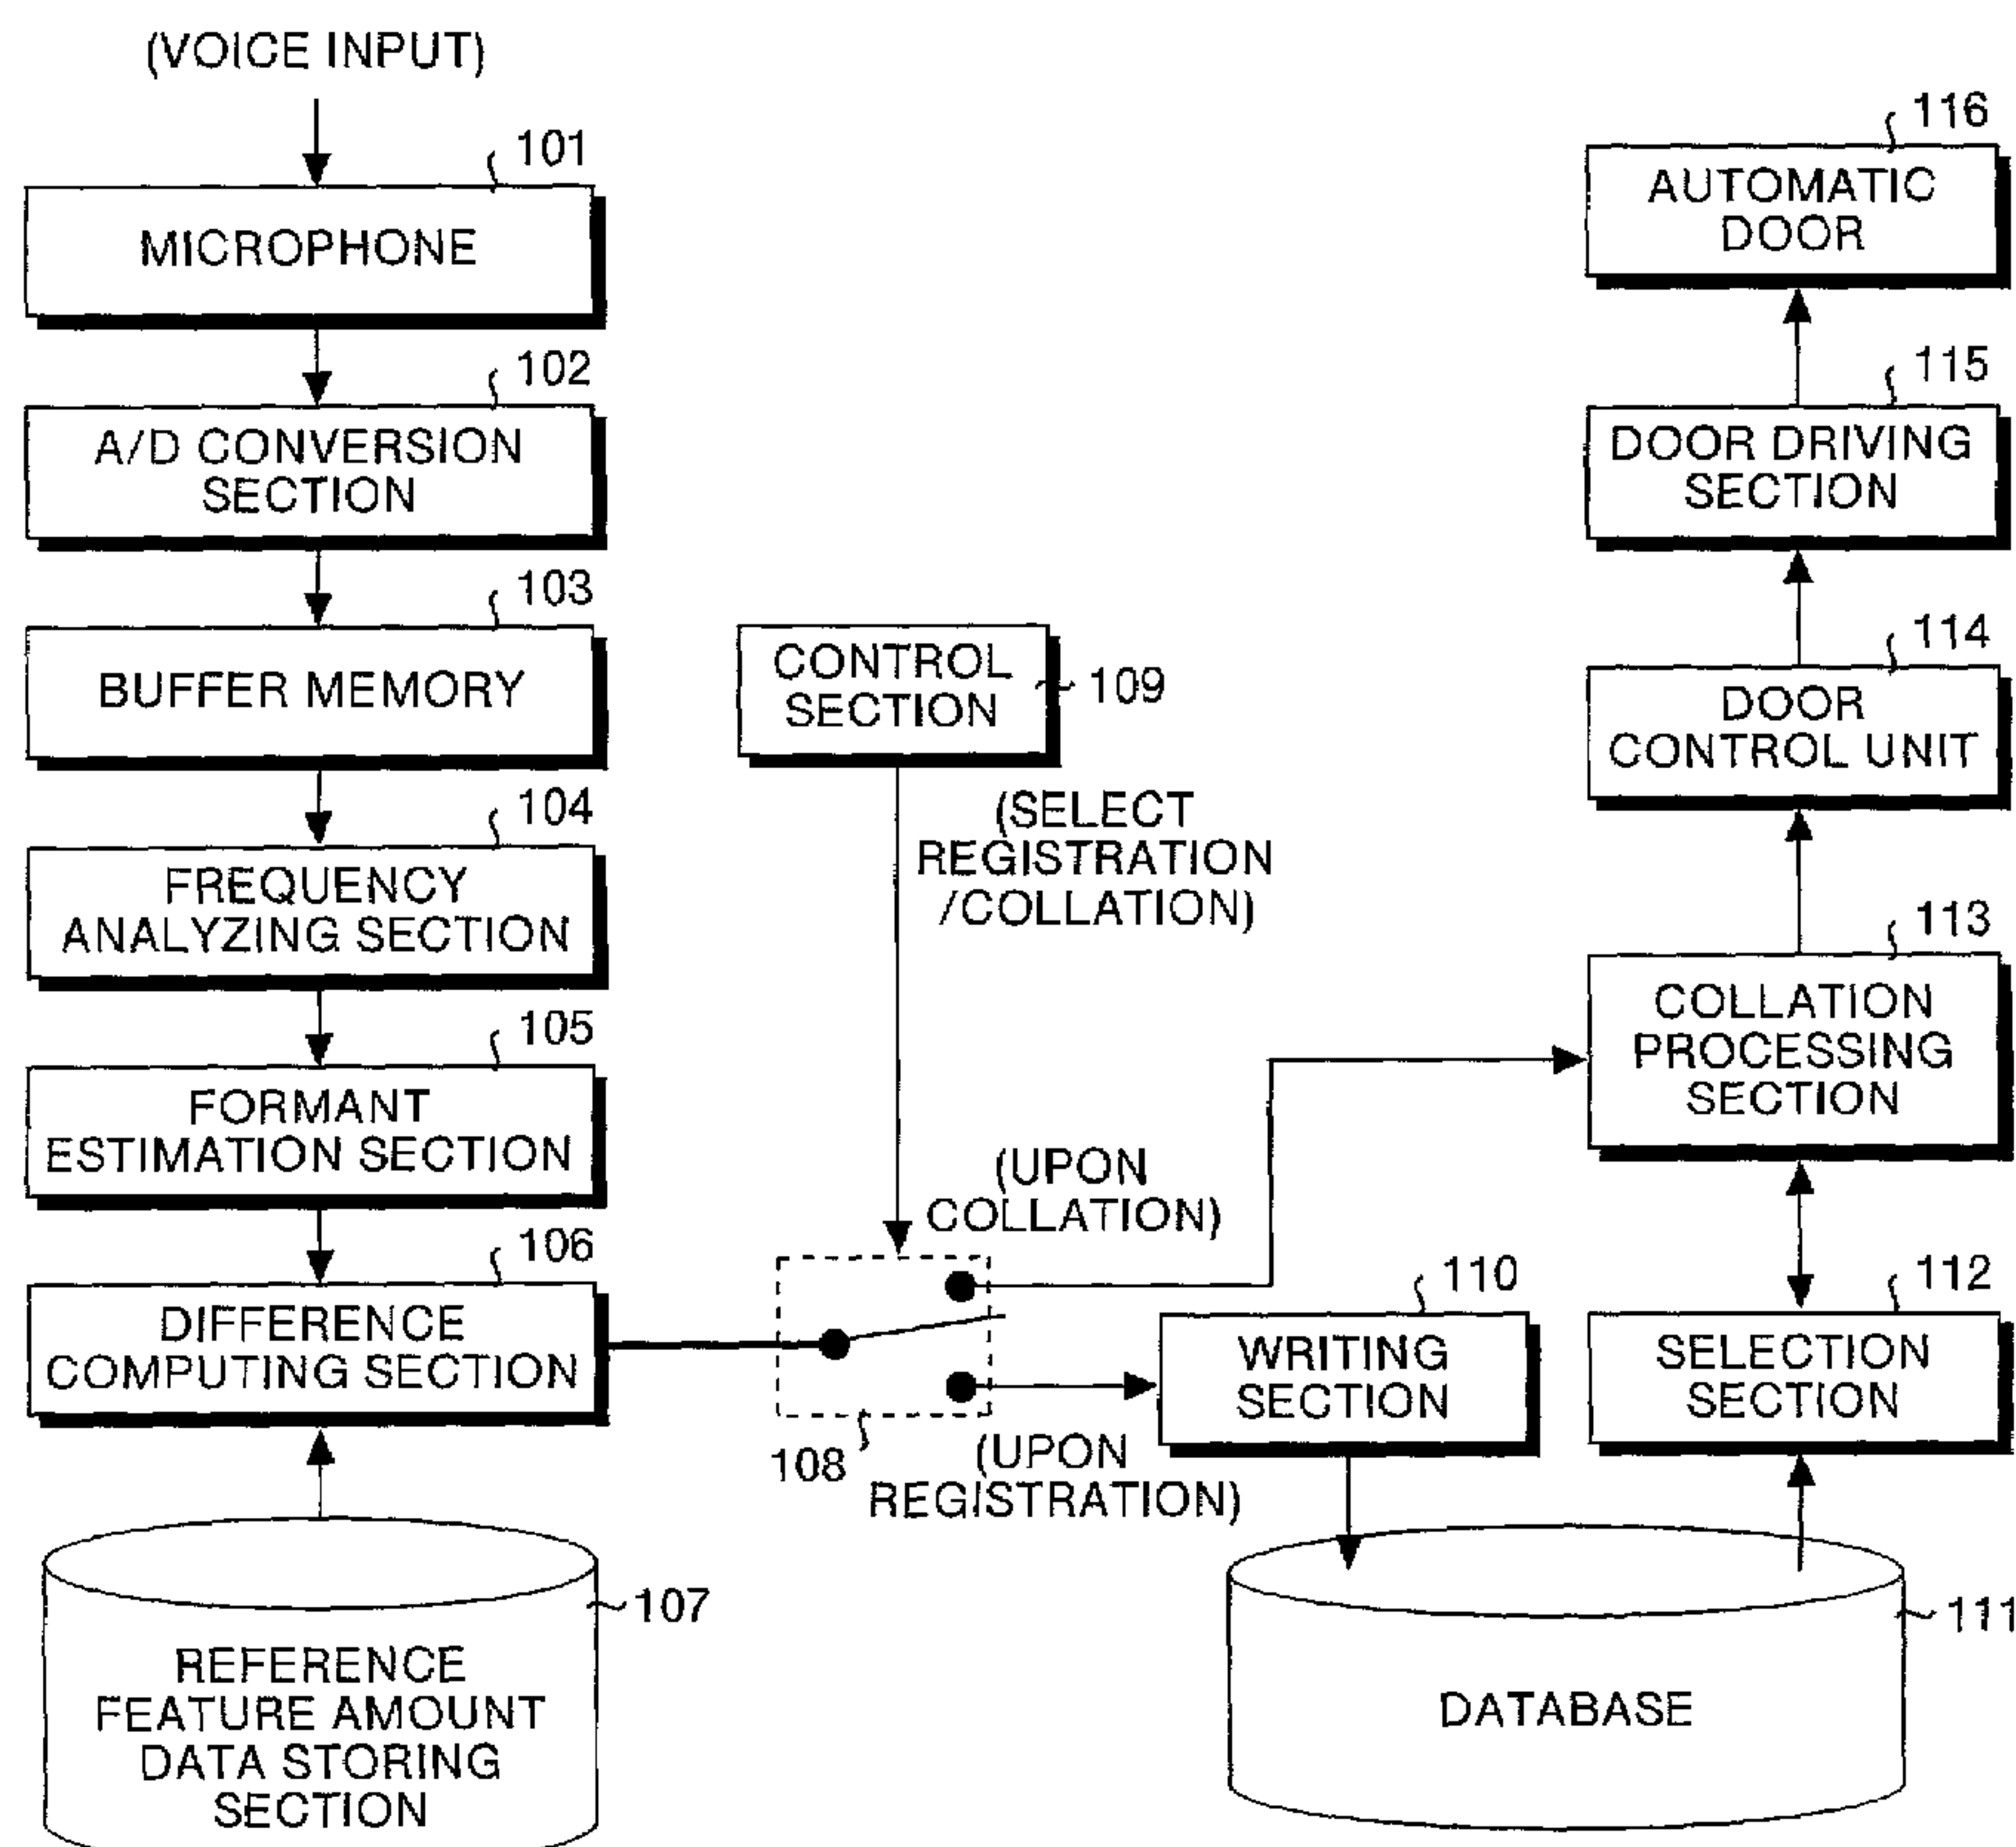 (VOICE INPUT)
101
MICROPHONE
102
A/D CONVERSION
SECTION
103
BUFFER MEMORY
104
FREQUENCY
ANALYZING SECTION
105
FORMANT
ESTIMATION SECTION
106
DIFFERENCE
COMPUTING SECTION
107
REFERENCE
FEATURE AMOUNT
DATA STORING
SECTION
CONTROL
SECTION
109
(SELECT
REGISTRATION
/COLLATION)
(UPON
COLLATION)
108
(UPON
REGISTRATION)
110
WRITING
SECTION
116
AUTOMATIC
DOOR
115
DOOR DRIVING
SECTION
114
DOOR
CONTROL UNIT
113
COLLATION
PROCESSING
SECTION
112
SELECTION
SECTION
111
DATABASE